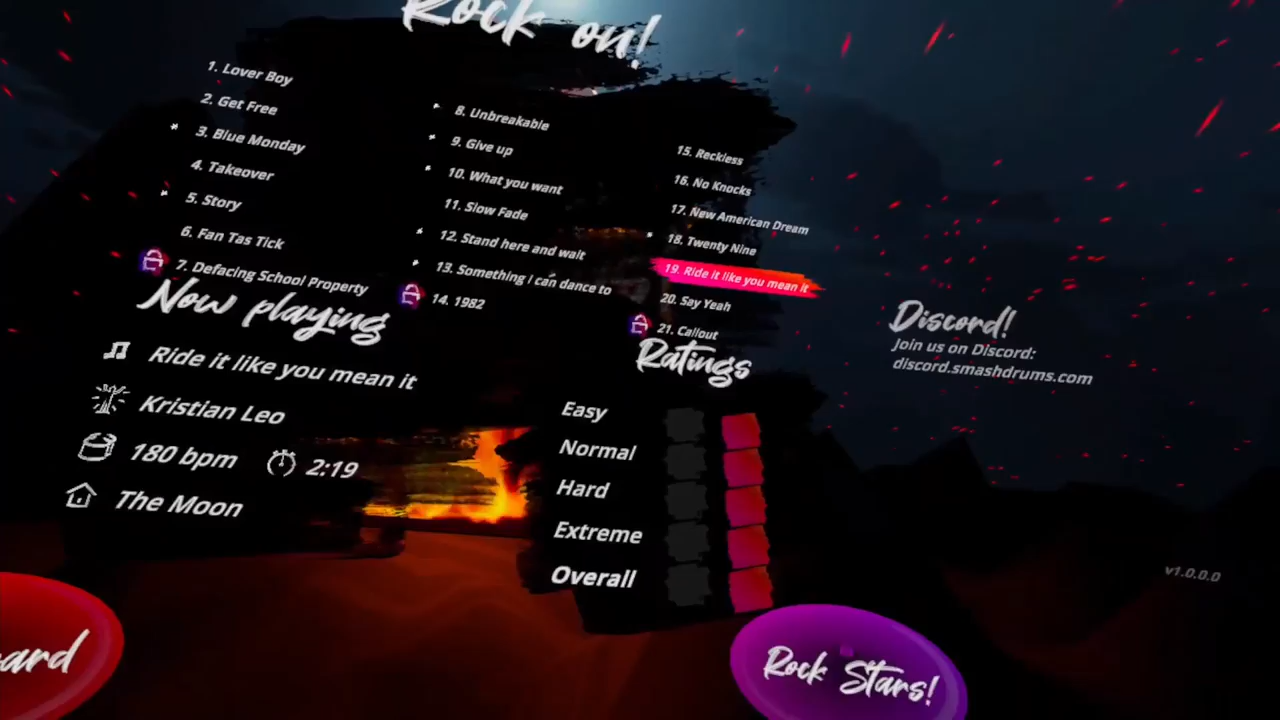 Rock on!
1. Lover Boy
2. Get Free
3. Blue Monday
4. Takeover
5. Story
6. Fan Tas Tick
7. Defacing School Property
8. Unbreakable
9. Give up
10. What you want
11. Slow Fade
12. Stand here and wait
13. Something I can dance to
14. 1982
15. Reckless
16. No Knocks
17. New American Dream
18. Twenty Nine
19. Ride it like you mean it
20. Say Yeah
21. Callout
Now playing
Ride it like you mean it
Kristian Leo
180 bpm 2:19
The Moon
Ratings
Easy
Normal
Hard
Extreme
Overall
Discord!
Join us on Discord:
discord.smashdrums.com
v1.0.0.0
Rock Stars!